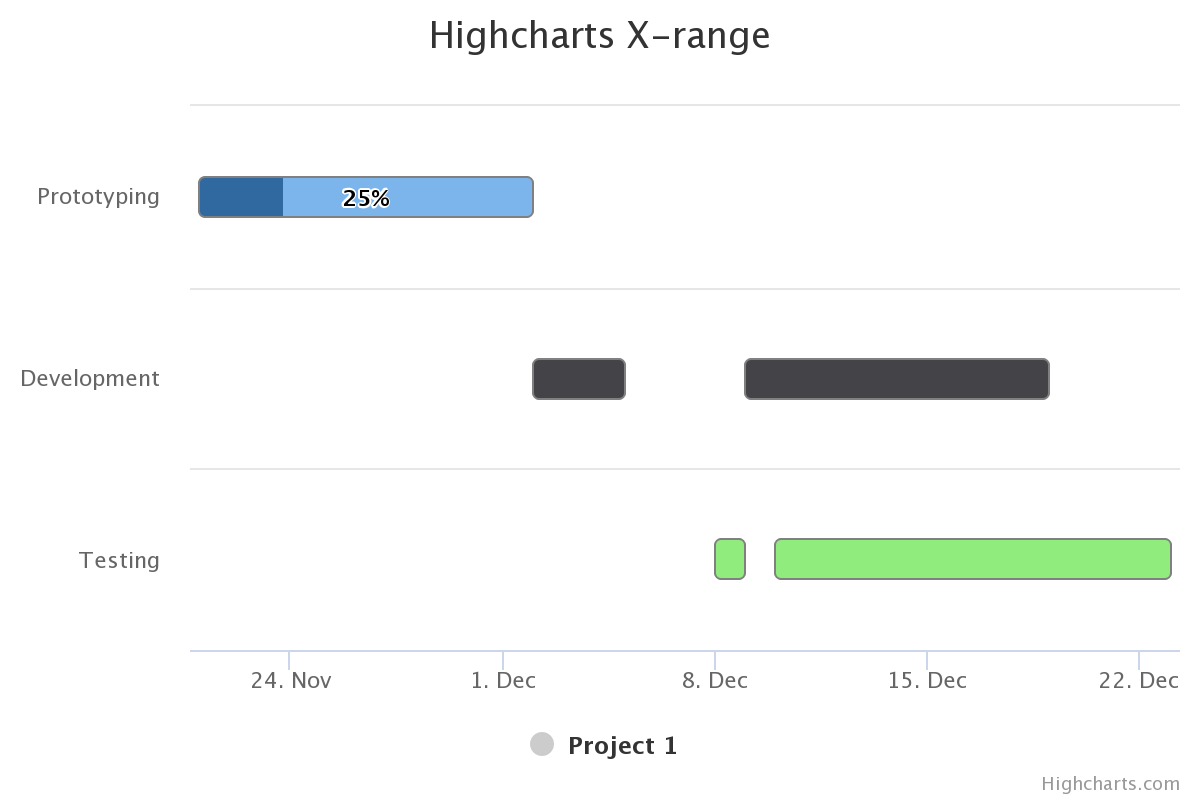 Highcharts X-range
Prototyping
25%
Development
Testing
24. Nov
1. Dec
8. Dec
15. Dec
22. Dec
Project 1
Highcharts.com